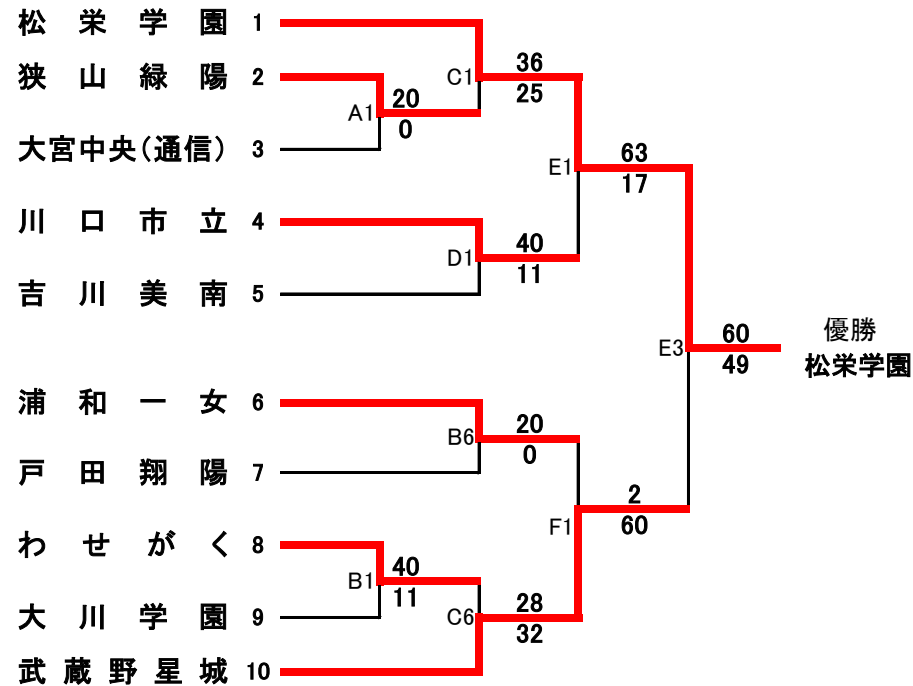 松栄学園 1
狭山緑陽 2
大宮中央(通信) 3
川口市立 4
吉川美南 5
浦和一女 6
戸田翔陽 7
わせがく 8
大川学園 9
武蔵野星城 10
A1
20
0
B1
40
11
C1
36
25
D1
40
11
B6
20
0
C6
28
32
E1
63
17
F1
2
60
E3
60
49
優勝
松栄学園